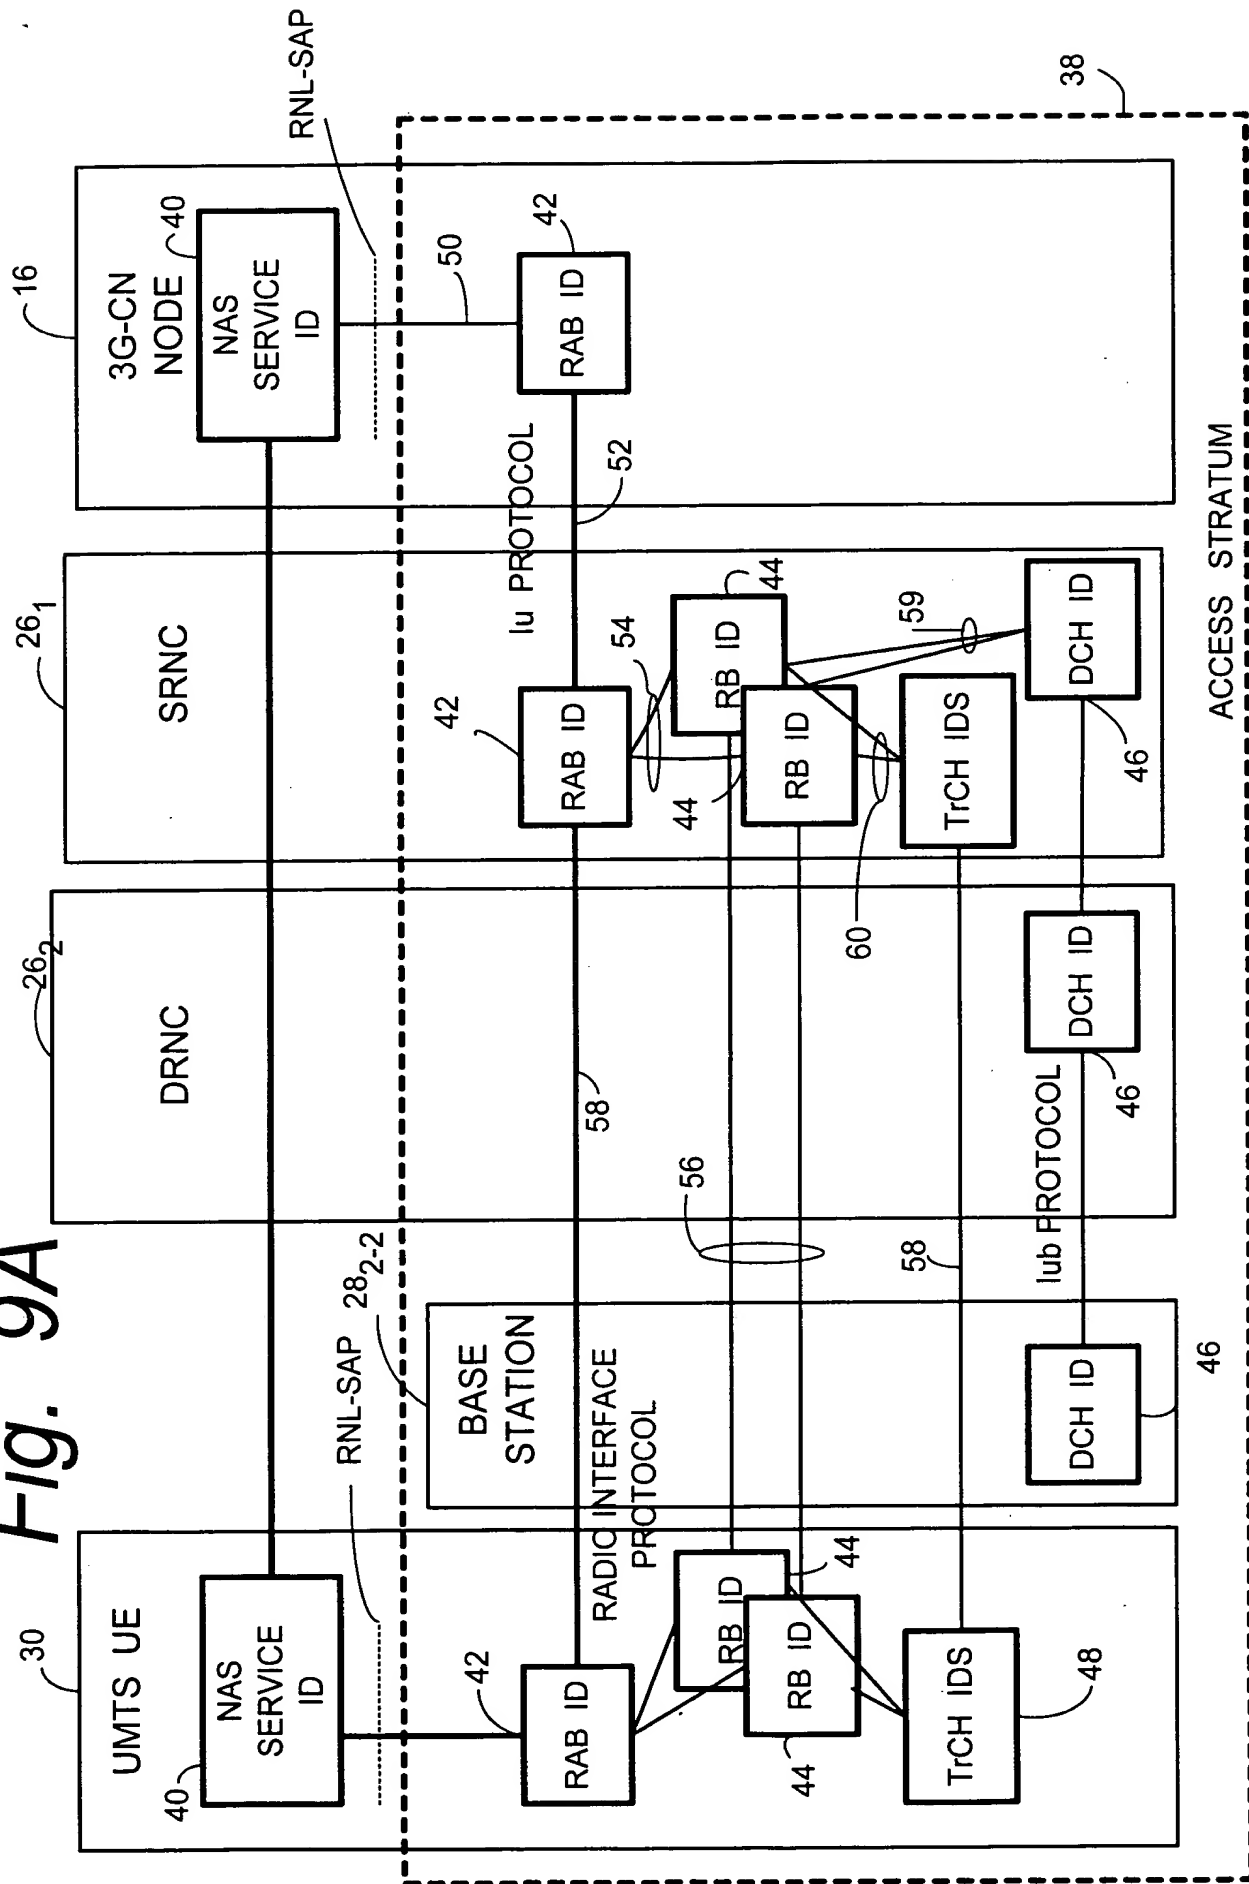 Fig. 9A
30
UMTS UE
40
NAS
SERVICE
ID
RNL-SAP
42
RAB ID
RADIO INTERFACE
PROTOCOL
RB ID
44
RB ID
44
TrCH IDS
48
28 2-2
BASE
STATION
DCH ID
46
56
58
58
Iub PROTOCOL
26 2
DRNC
DCH ID
46
26 1
SRNC
42
RAB ID
54
RB ID
44
RB ID
44
60
59
TrCH IDS
DCH ID
46
Iu PROTOCOL
52
16
3G-CN
NODE
40
NAS
SERVICE
ID
RNL-SAP
50
RAB ID
42
38
ACCESS STRATUM